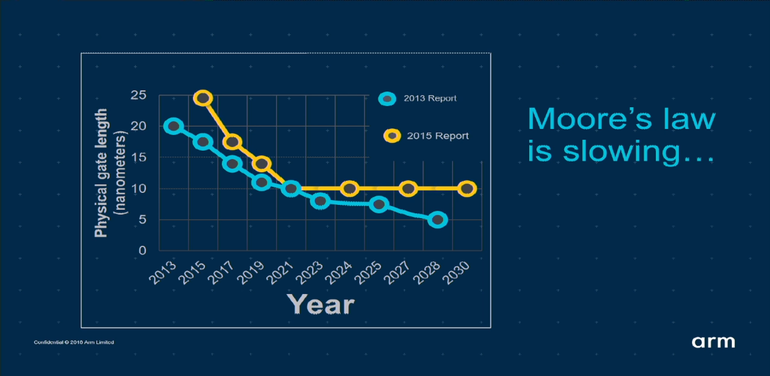 25
20
15
10
5
0
Physical gate length
(nanometers)
2013 Report
2015 Report
2013 2015 2017 2019 2021 2023 2024 2025 2027 2028 2030
Year
Moore's law
is slowing...
Confidential © 2018 Arm Limited
arm